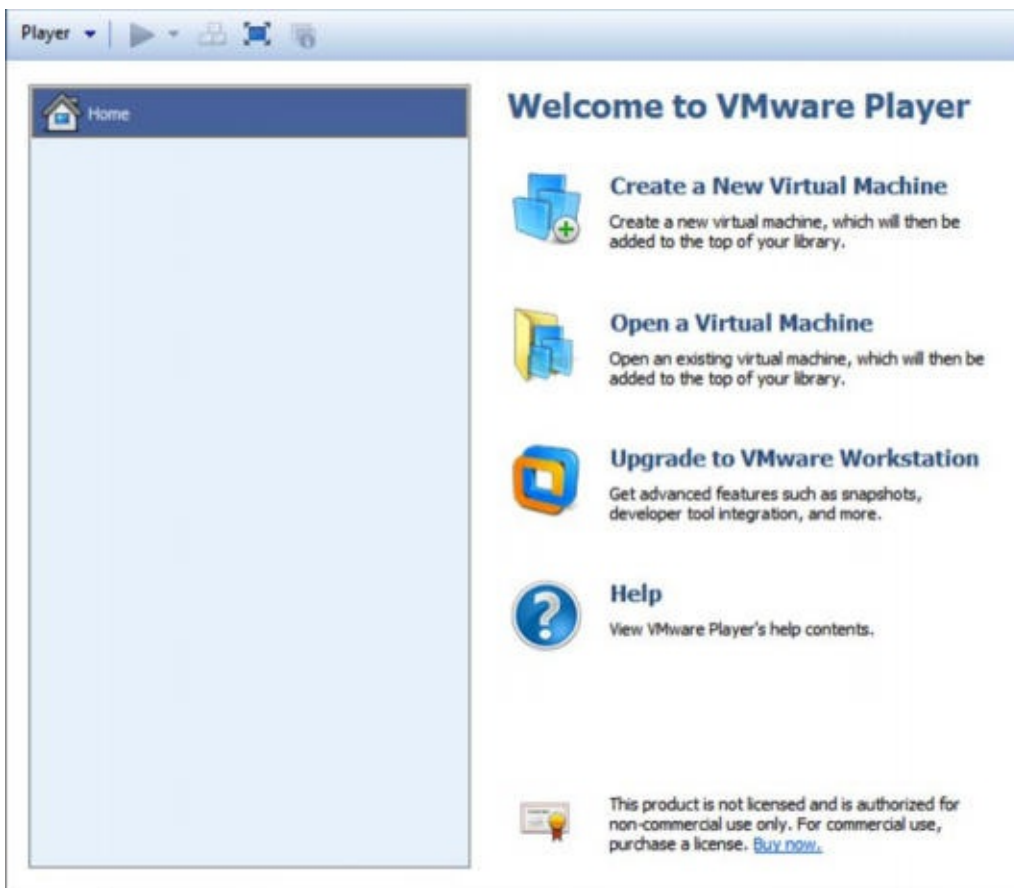 Player
Home
Welcome to VMware Player
Create a New Virtual Machine
Create a new virtual machine, which will then be
added to the top of your library.
Open a Virtual Machine
Open an existing virtual machine, which will then be
added to the top of your library.
Upgrade to VMware Workstation
Get advanced features such as snapshots,
developer tool integration, and more.
Help
View VMware Player's help contents.
This product is not licensed and is authorized for
non-commercial use only. For commercial use,
purchase a license. Buy now.